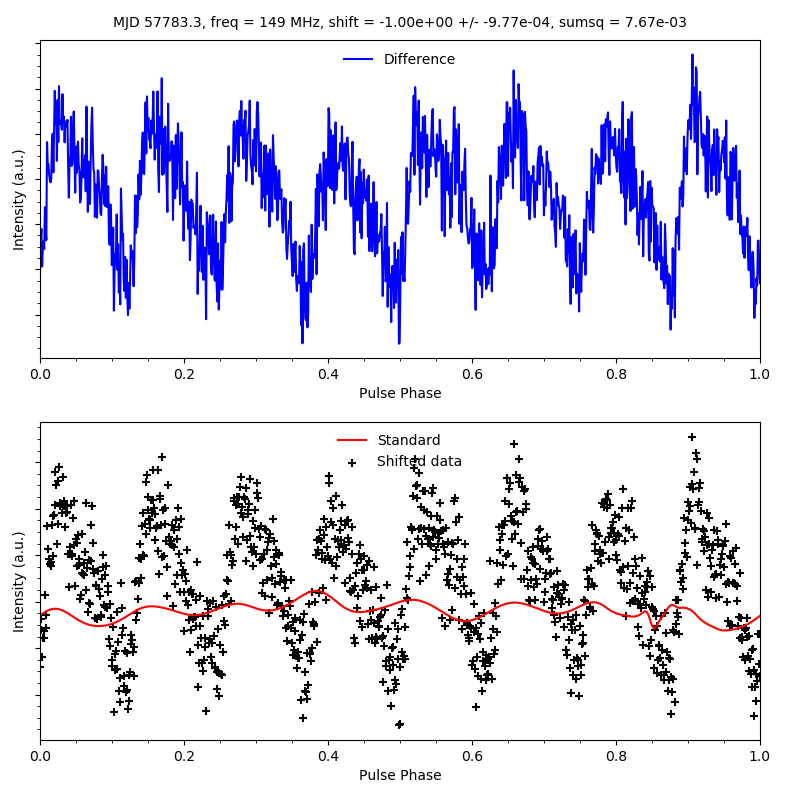 MJD 57783.3, freq = 149 MHz, shift = -1.00e+00 +/- -9.77e-04, sumsq = 7.67e-03
Difference
Intensity (a.u.)
0.0 0.2 0.4 0.6 0.8 1.0
Pulse Phase
Standard
Shifted data
Intensity (a.u.)
0.0 0.2 0.4 0.6 0.8 1.0
Pulse Phase